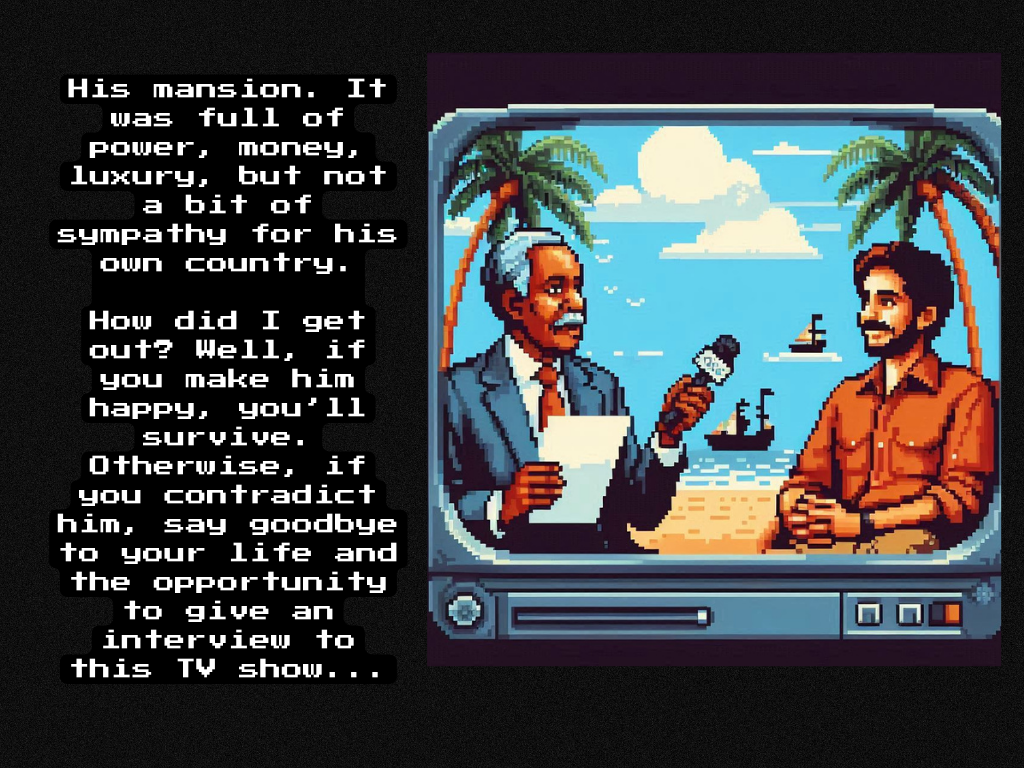 His mansion. It
was full of
power, money,
luxury, but not
a bit of
sympathy for his
own country.
How did I get
out? Well, if
you make him
happy, you'll
survive.
Otherwise, if
you contradict
him, say goodbye
to your life and
the opportunity
to give an
interview to
this TV show...